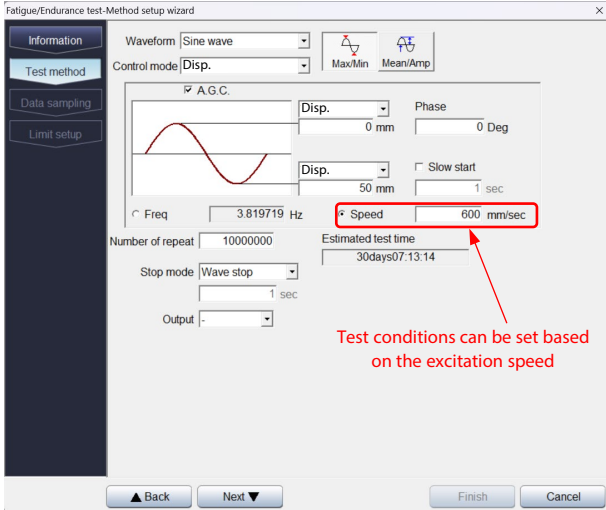 Fatigue/Endurance test-Method setup wizard
Information
Test method
Data sampling
Limit setup
Waveform Sine wave
Control mode Disp.
Max/Min Mean/Amp
A.G.C.
Disp.
0 mm
Phase
0 Deg
Disp.
50 mm
Slow start
1 sec
Freq 3.819719 Hz
Speed 600 mm/sec
Number of repeat 10000000
Estimated test time
30days07:13:14
Stop mode Wave stop
1 sec
Output -
Test conditions can be set based
on the excitation speed
Back Next Finish Cancel